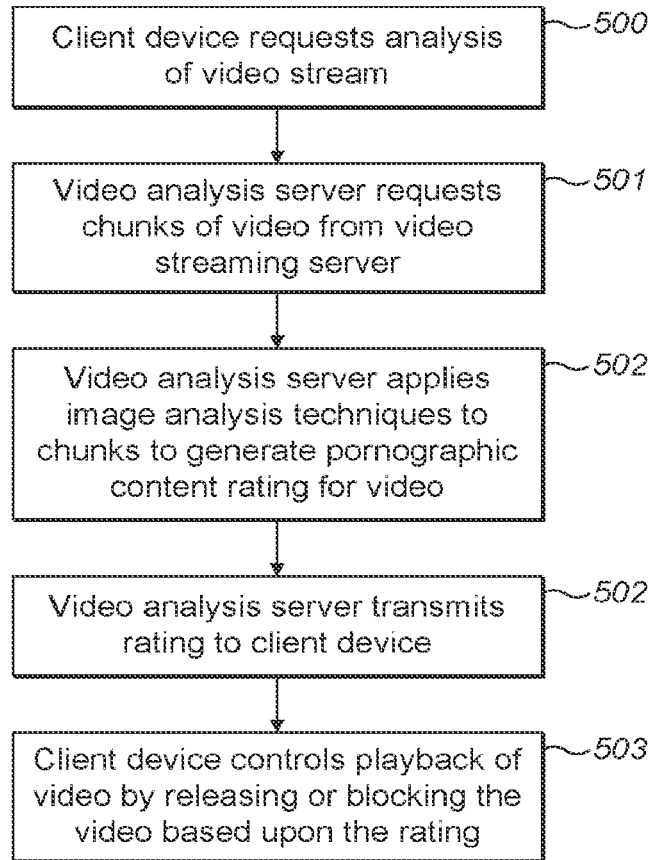 Client device requests analysis
of video stream
500
Video analysis server requests
chunks of video from video
streaming server
501
Video analysis server applies
image analysis techniques to
chunks to generate pornographic
content rating for video
502
Video analysis server transmits
rating to client device
502
Client device controls playback of
video by releasing or blocking the
video based upon the rating
503